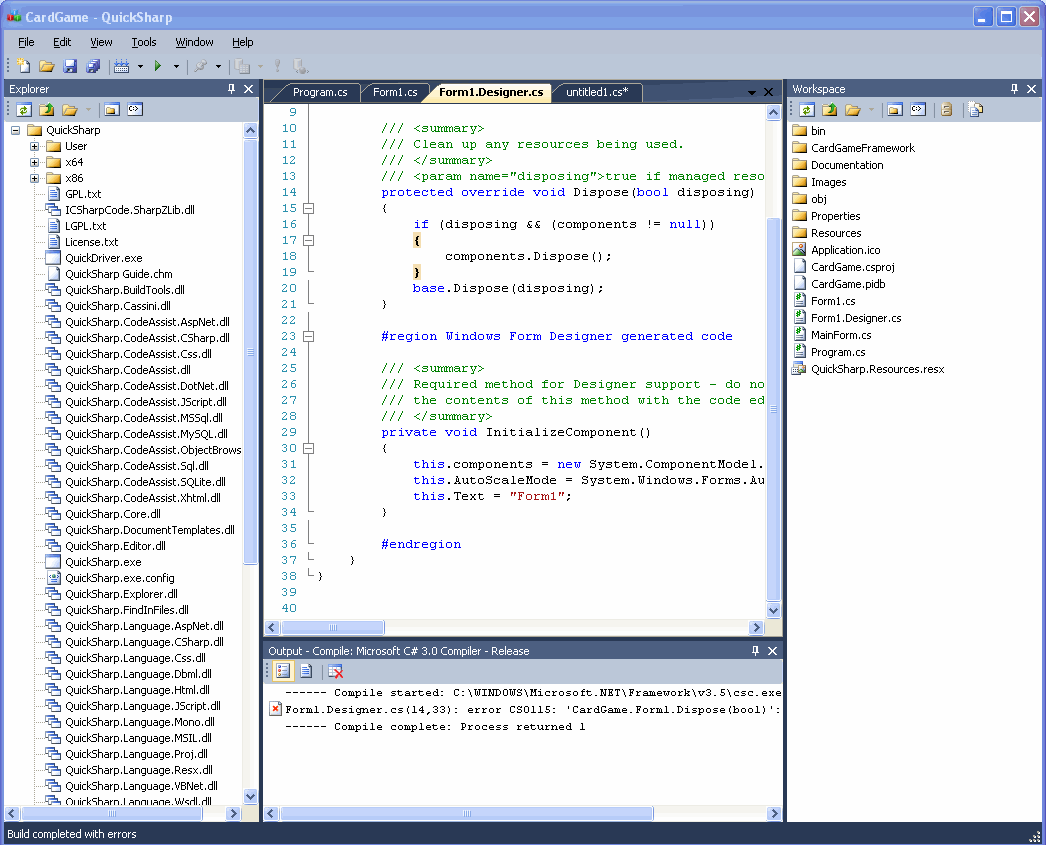 CardGame - QuickSharp
File Edit View Tools Window Help
Explorer
QuickSharp
User
x64
x86
GPL.txt
ICSharpCode.SharpZLib.dll
LGPL.txt
License.txt
QuickDriver.exe
QuickSharp Guide.chm
QuickSharp.BuildTools.dll
QuickSharp.Cassini.dll
QuickSharp.CodeAssist.AspNet.dll
QuickSharp.CodeAssist.CSharp.dll
QuickSharp.CodeAssist.Css.dll
QuickSharp.CodeAssist.dll
QuickSharp.CodeAssist.DotNet.dll
QuickSharp.CodeAssist.JScript.dll
QuickSharp.CodeAssist.MSSql.dll
QuickSharp.CodeAssist.MySQL.dll
QuickSharp.CodeAssist.ObjectBrows
QuickSharp.CodeAssist.Sql.dll
QuickSharp.CodeAssist.SQLite.dll
QuickSharp.CodeAssist.Xhtml.dll
QuickSharp.Core.dll
QuickSharp.DocumentTemplates.dll
QuickSharp.Editor.dll
QuickSharp.exe
QuickSharp.exe.config
QuickSharp.Explorer.dll
QuickSharp.FindInFiles.dll
QuickSharp.Language.AspNet.dll
QuickSharp.Language.CSharp.dll
QuickSharp.Language.Css.dll
QuickSharp.Language.Dbml.dll
QuickSharp.Language.Html.dll
QuickSharp.Language.JScript.dll
QuickSharp.Language.Mono.dll
QuickSharp.Language.MSIL.dll
QuickSharp.Language.Proj.dll
QuickSharp.Language.Resx.dll
QuickSharp.Language.VBNet.dll
QuickSharp.Language.Wsdl.dll
Program.cs Form1.cs Form1.Designer.cs untitled1.cs*
9
10 /// <summary>
11 /// Clean up any resources being used.
12 /// </summary>
13 /// <param name="disposing">true if managed reso
14 protected override void Dispose(bool disposing)
15 {
16 if (disposing && (components != null))
17 {
18 components.Dispose();
19 }
20 base.Dispose(disposing);
21 }
22
23 #region Windows Form Designer generated code
24
25 /// <summary>
26 /// Required method for Designer support - do no
27 /// the contents of this method with the code ed
28 /// </summary>
29 private void InitializeComponent()
30 {
31 this.components = new System.ComponentModel.
32 this.AutoScaleMode = System.Windows.Forms.Au
33 this.Text = "Form1";
34 }
35
36 #endregion
37 }
38 }
39
40
Output - Compile: Microsoft C# 3.0 Compiler - Release
------ Compile started: C:\WINDOWS\Microsoft.NET\Framework\v3.5\csc.exe
Form1.Designer.cs(14,33): error CS0115: 'CardGame.Form1.Dispose(bool)':
------ Compile complete: Process returned 1
Workspace
bin
CardGameFramework
Documentation
Images
obj
Properties
Resources
Application.ico
CardGame.csproj
CardGame.pidb
Form1.cs
Form1.Designer.cs
MainForm.cs
Program.cs
QuickSharp.Resources.resx
Build completed with errors